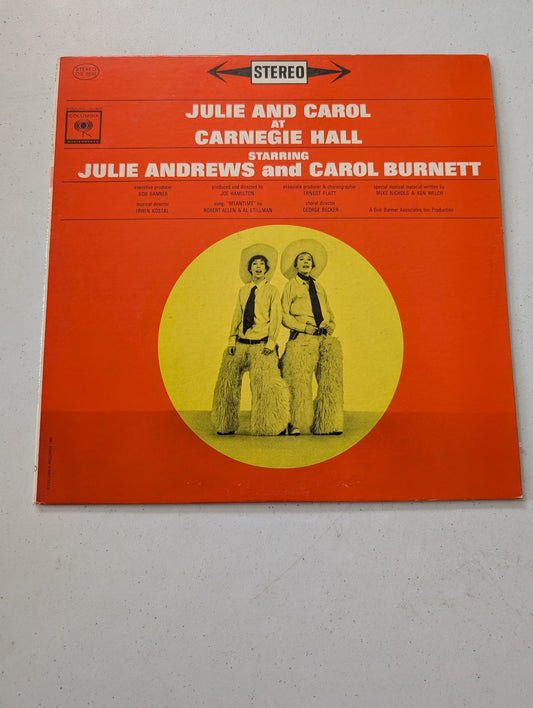 STEREO
STEREO
JULIE AND CAROL
AT
CARNEGIE HALL
COLUMBIA
MASTERWORKS
STARRING
JULIE ANDREWS and CAROL BURNETT
executive producer
BOB BANNER
produced and directed by
JOE HAMILTON
associate producer & choreographer
ERNEST FLATT
special musical material written by
MIKE NICHOLS & KEN WELCH
musical director
IRWIN KOSTAL
song: "MEANTIME" by
ROBERT ALLEN & AL STILLMAN
choral director
GEORGE BECKER
A Bob Banner Associates, Inc. Production